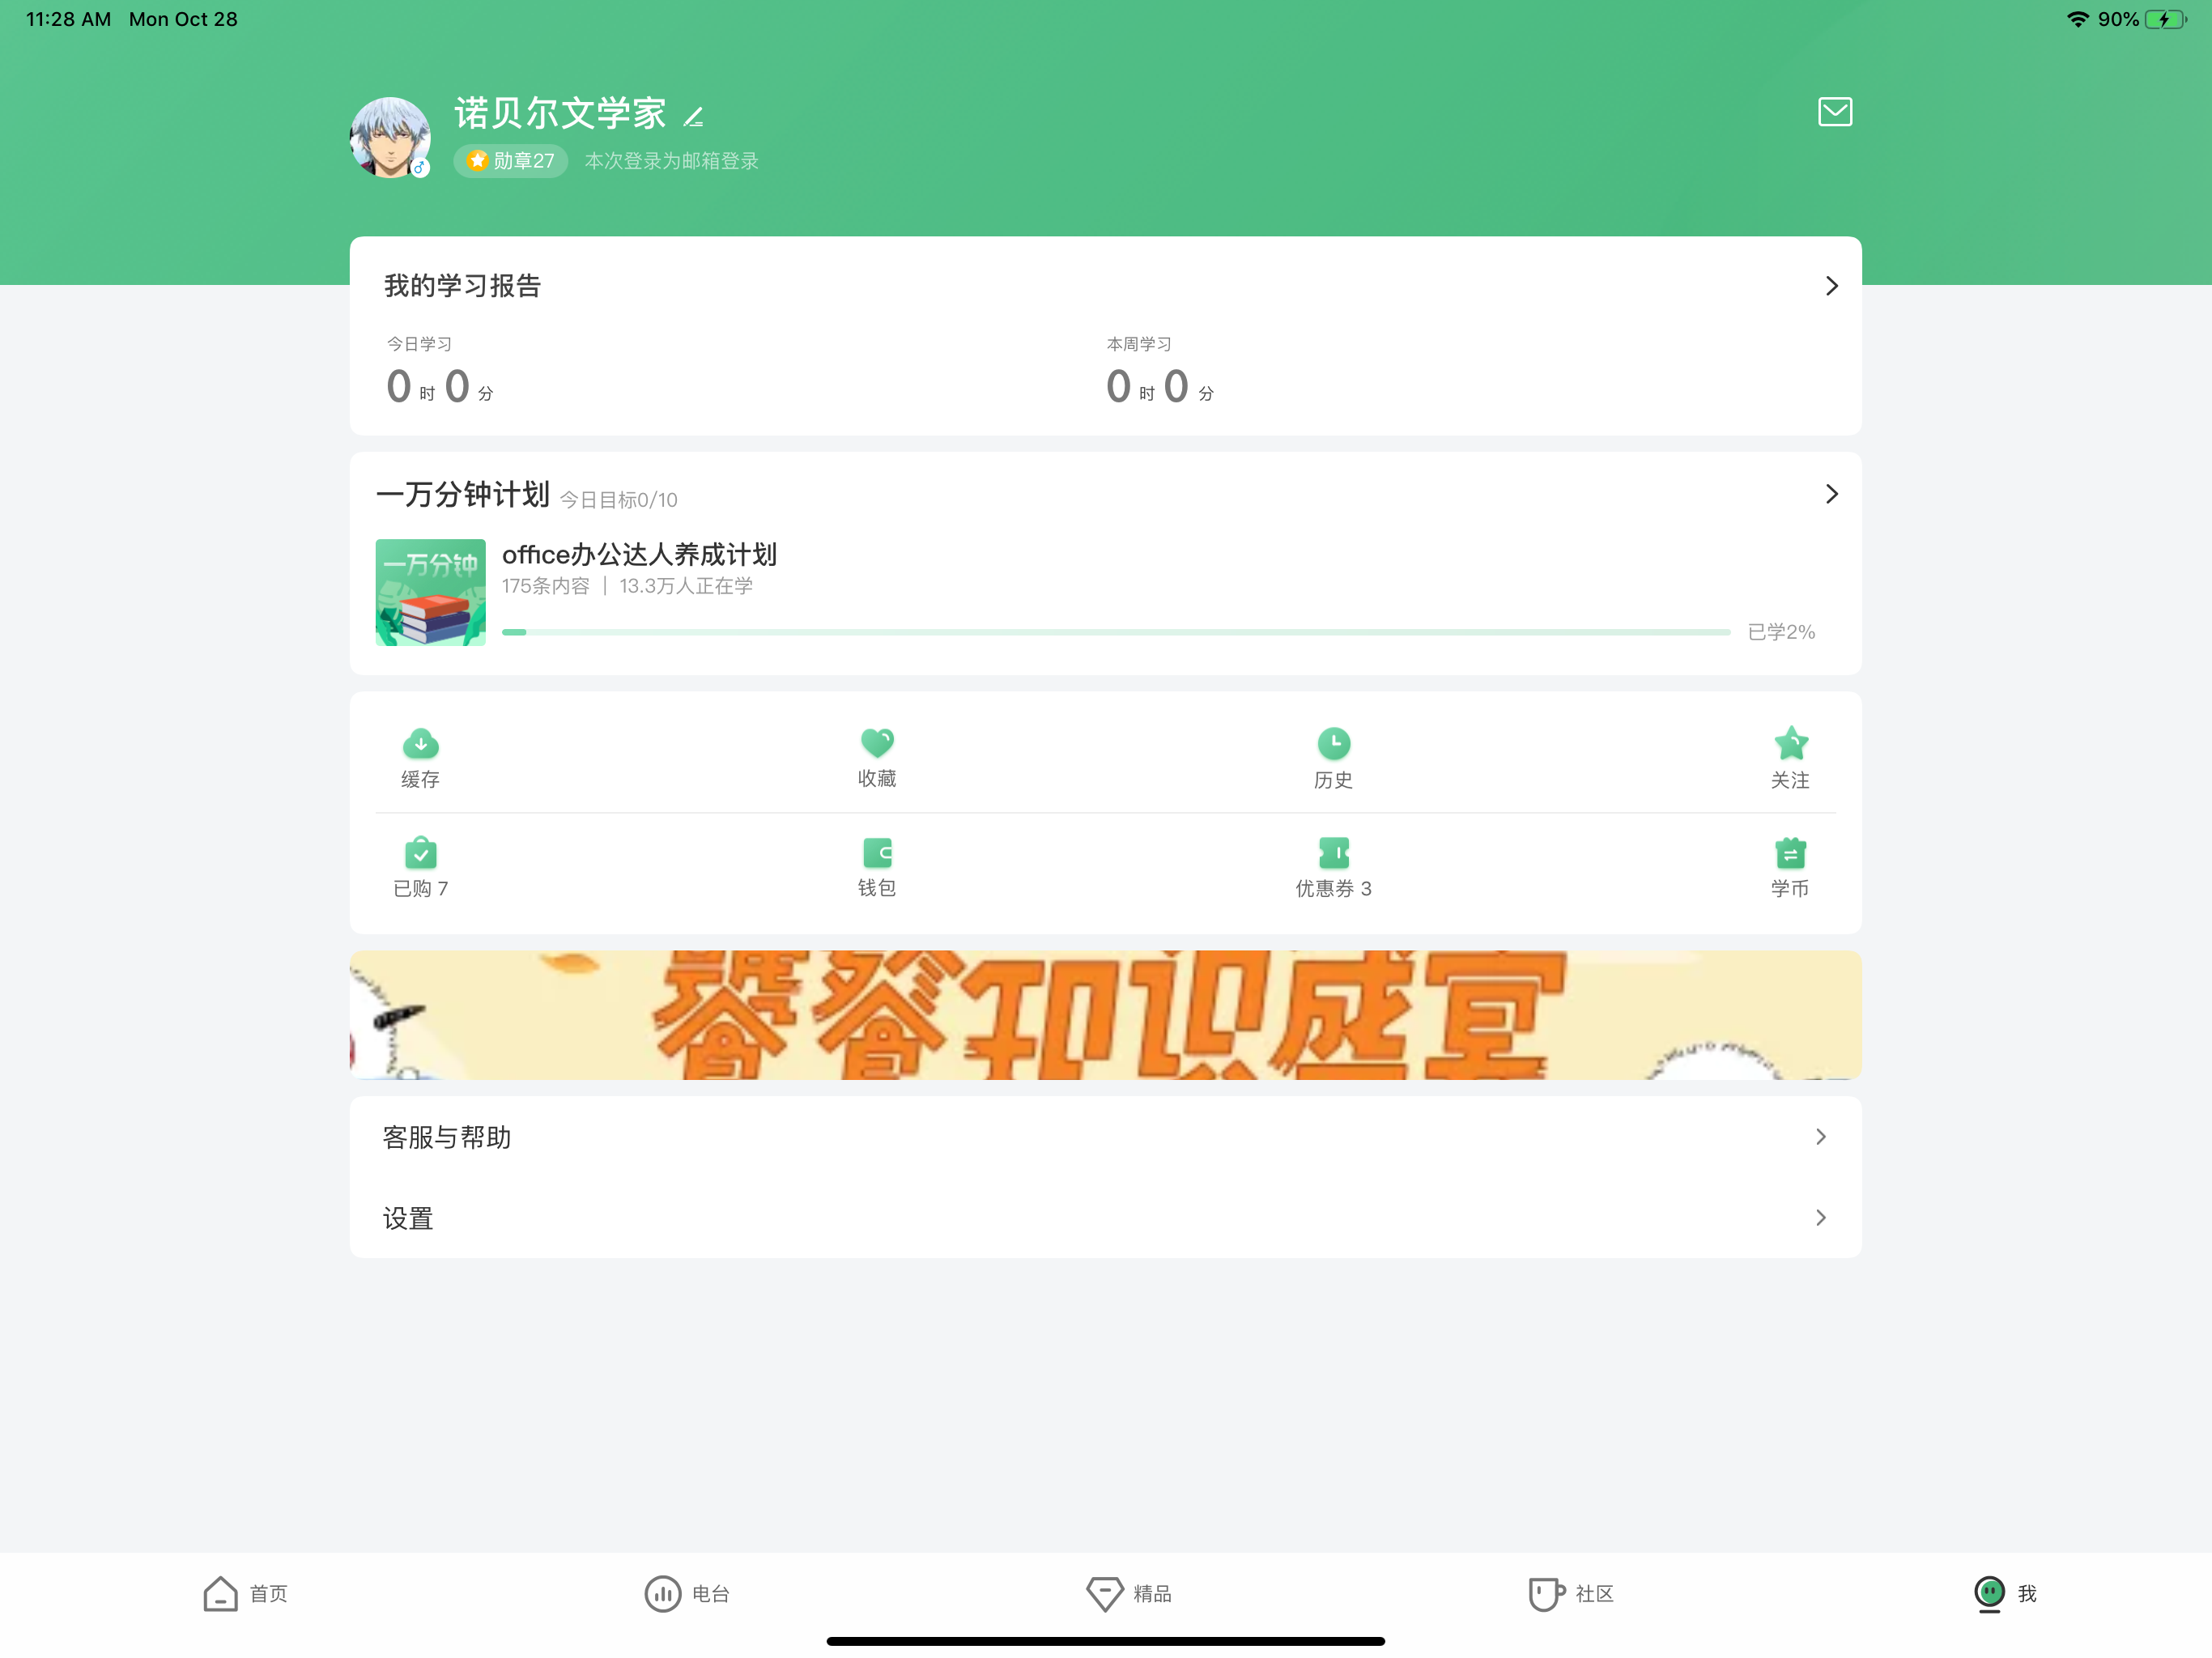 11:28 AM Mon Oct 28
90%
诺贝尔文学家
勋章27 本次登录为邮箱登录
我的学习报告
今日学习 本周学习
0 时 0 分 0 时 0 分
一万分钟计划 今日目标0/10
一万分钟
office办公达人养成计划
175条内容 | 13.3万人正在学
已学2%
缓存 收藏 历史 关注
已购 7 钱包 优惠券 3 学币
饕餮知识盛宴
客服与帮助
设置
首页 电台 精品 社区 我